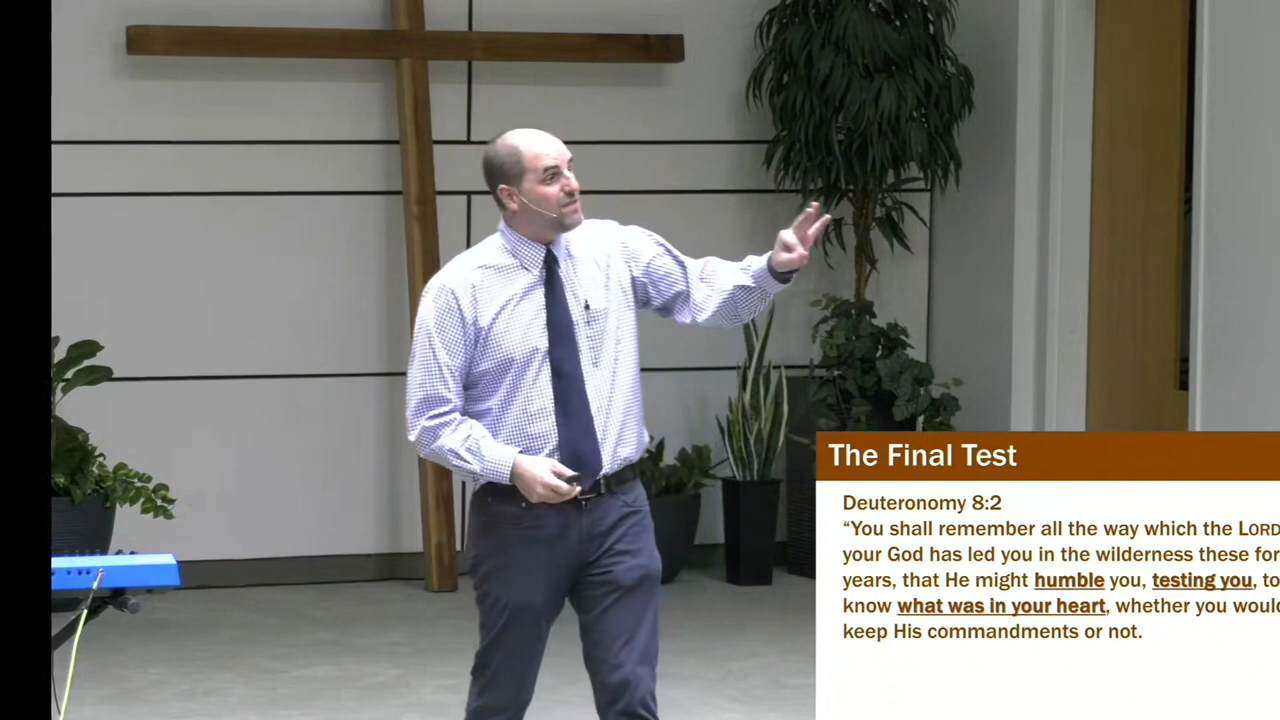 The Final Test
Deuteronomy 8:2
“You shall remember all the way which the LORD
your God has led you in the wilderness these for
years, that He might humble you, testing you, to
know what was in your heart, whether you would
keep His commandments or not.